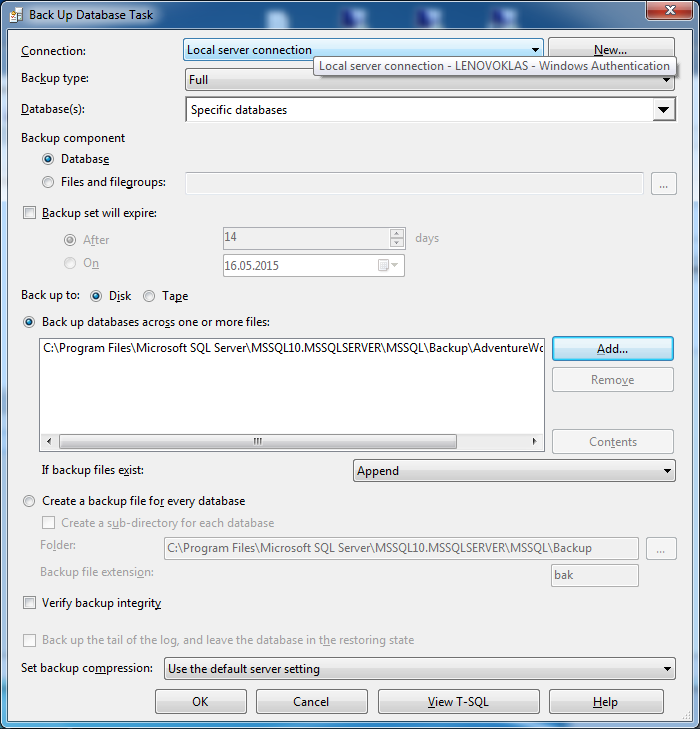 Back Up Database Task
Connection: Local server connection New...
Local server connection - LENOVOKLAS - Windows Authentication
Backup type: Full
Database(s): Specific databases
Backup component
Database
Files and filegroups: ...
Backup set will expire:
After 14 days
On 16.05.2015
Back up to: Disk Tape
Back up databases across one or more files:
C:\Program Files\Microsoft SQL Server\MSSQL10.MSSQLSERVER\MSSQL\Backup\AdventureWo Add...
Remove
Contents
If backup files exist: Append
Create a backup file for every database
Create a sub-directory for each database
Folder: C:\Program Files\Microsoft SQL Server\MSSQL10.MSSQLSERVER\MSSQL\Backup ...
Backup file extension: bak
Verify backup integrity
Back up the tail of the log, and leave the database in the restoring state
Set backup compression: Use the default server setting
OK Cancel View T-SQL Help